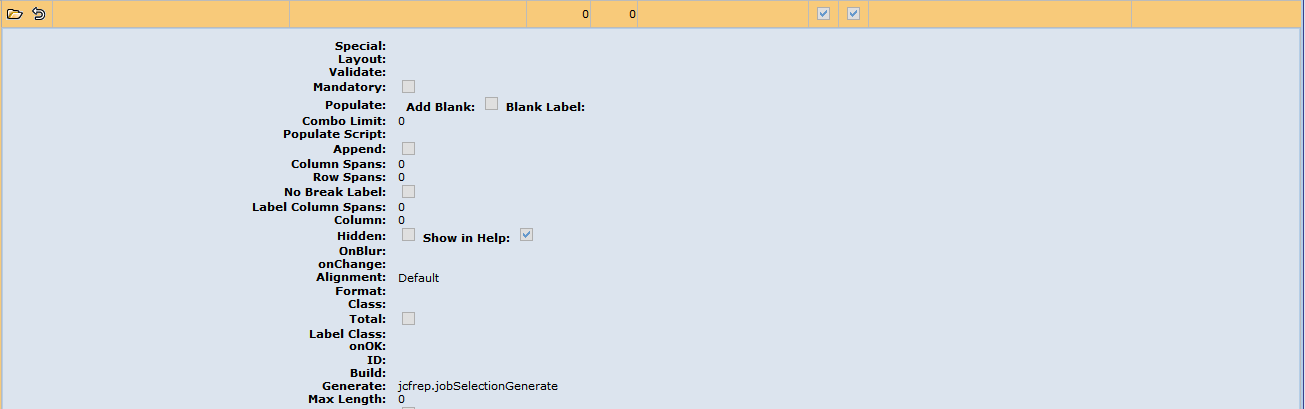 0 0
Special:
Layout:
Validate:
Mandatory:
Populate: Add Blank: Blank Label:
Combo Limit: 0
Populate Script:
Append:
Column Spans: 0
Row Spans: 0
No Break Label:
Label Column Spans: 0
Column: 0
Hidden: Show in Help:
OnBlur:
onChange:
Alignment: Default
Format:
Class:
Total:
Label Class:
onOK:
ID:
Build:
Generate: jcfrep.jobSelectionGenerate
Max Length: 0